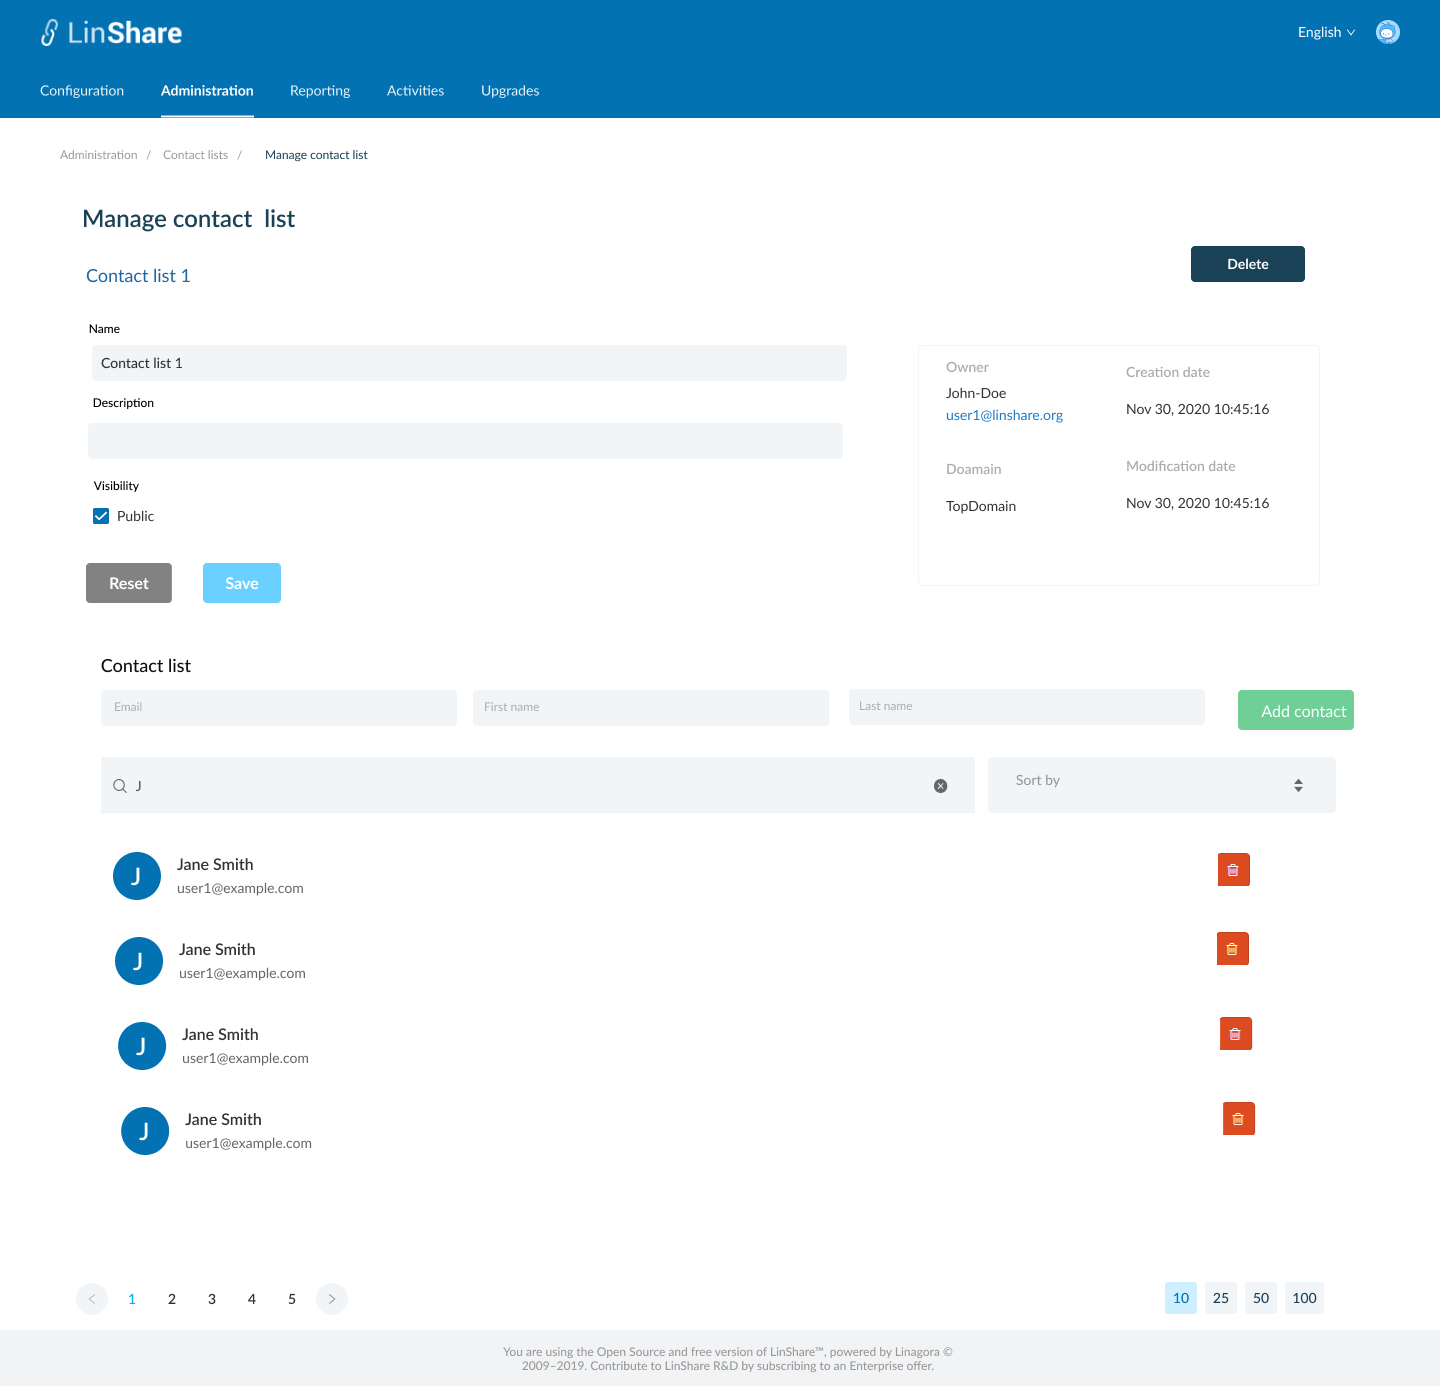 LinShare
English
Configuration
Administration
Reporting
Activities
Upgrades
Administration / Contact lists / Manage contact list
Manage contact list
Contact list 1
Delete
Name
Contact list 1
Description
Visibility
Public
Reset
Save
Owner
John-Doe
user1@linshare.org
Creation date
Nov 30, 2020 10:45:16
Doamain
TopDomain
Modification date
Nov 30, 2020 10:45:16
Contact list
Email
First name
Last name
Add contact
J
Sort by
J
Jane Smith
user1@example.com
J
Jane Smith
user1@example.com
J
Jane Smith
user1@example.com
J
Jane Smith
user1@example.com
< 1 2 3 4 5 >
10 25 50 100
You are using the Open Source and free version of LinShare™, powered by Linagora ©
2009–2019. Contribute to LinShare R&D by subscribing to an Enterprise offer.